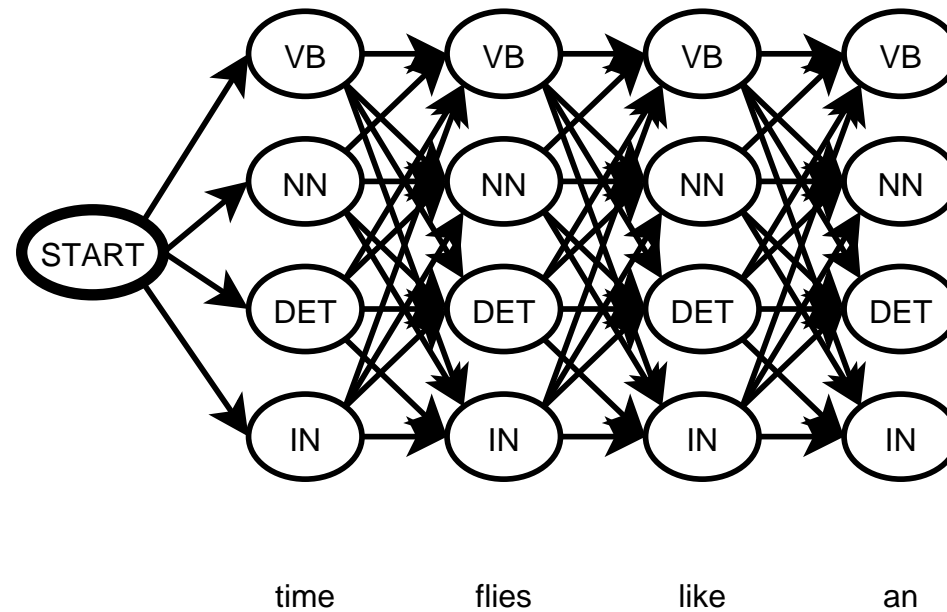 VB VB VB VB
NN NN NN NN
START
DET DET DET DET
IN IN IN IN
time flies like an